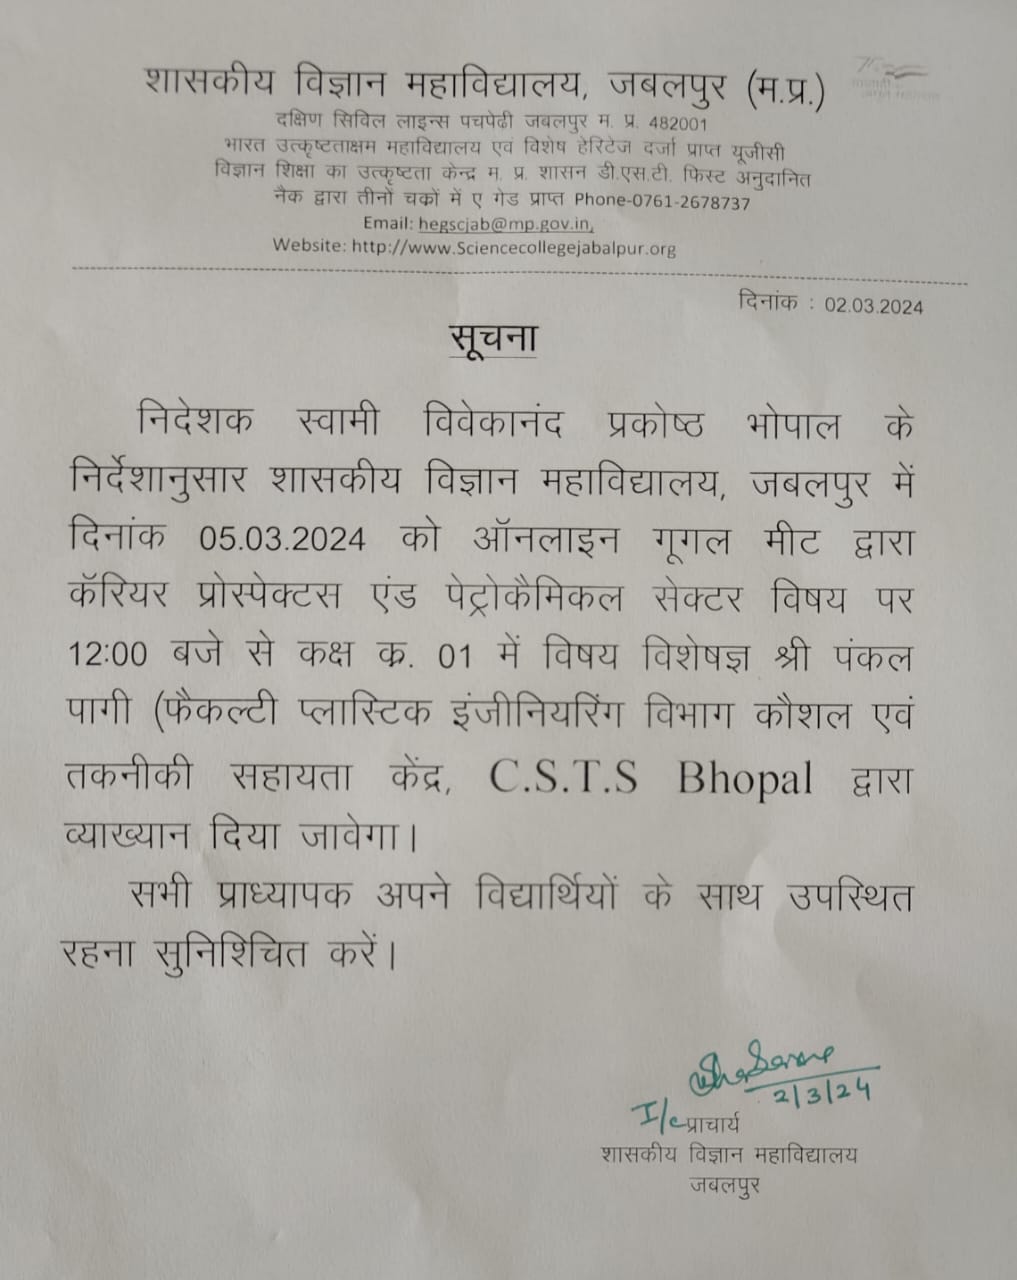 शासकीय विज्ञान महाविद्यालय, जबलपुर (म.प्र.)
दक्षिण सिविल लाइन्स पचपेढी जबलपुर म. प्र. 482001
भारत उत्कृष्टताक्षम महाविद्यालय एवं विशेष हेरिटेज दर्जा प्राप्त यूजीसी
विज्ञान शिक्षा का उत्कृष्टता केन्द्र म. प्र. शासन डी.एस.टी. फिस्ट अनुदानित
नैक द्वारा तीनों चकों में ए गेड प्राप्त Phone-0761-2678737
Email: hegscjab@mp.gov.in,
Website: http://www.Sciencecollegejabalpur.org
दिनांक : 02.03.2024
सूचना
निदेशक स्वामी विवेकानंद प्रकोष्ठ भोपाल के
निर्देशानुसार शासकीय विज्ञान महाविद्यालय, जबलपुर में
दिनांक 05.03.2024 को ऑनलाइन गूगल मीट द्वारा
कॅरियर प्रोस्पेक्टस एंड पेट्रोकैमिकल सेक्टर विषय पर
12:00 बजे से कक्ष क्र. 01 में विषय विशेषज्ञ श्री पंकल
पागी (फैकल्टी प्लास्टिक इंजीनियरिंग विभाग कौशल एवं
तकनीकी सहायता केंद्र, C.S.T.S Bhopal द्वारा
व्याख्यान दिया जावेगा।
सभी प्राध्यापक अपने विद्यार्थियों के साथ उपस्थित
रहना सुनिश्चित करें।
2/3/24
I/c प्राचार्य
शासकीय विज्ञान महाविद्यालय
जबलपुर